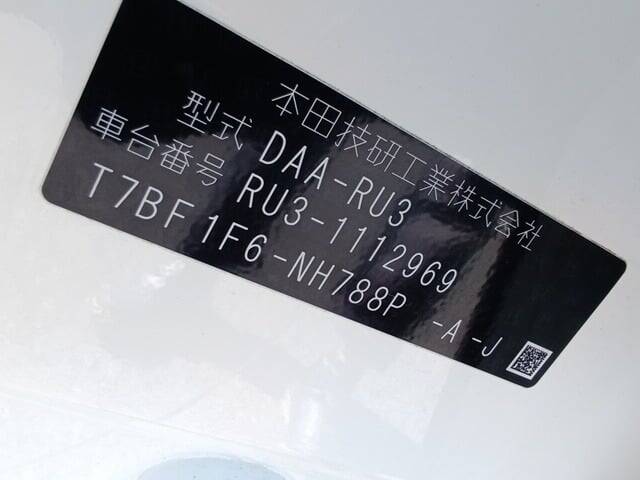 本田技研工業株式会社
型式 DAA-RU3
車台番号 RU3-1112969
T7BF 1F6-NH788P -A -J